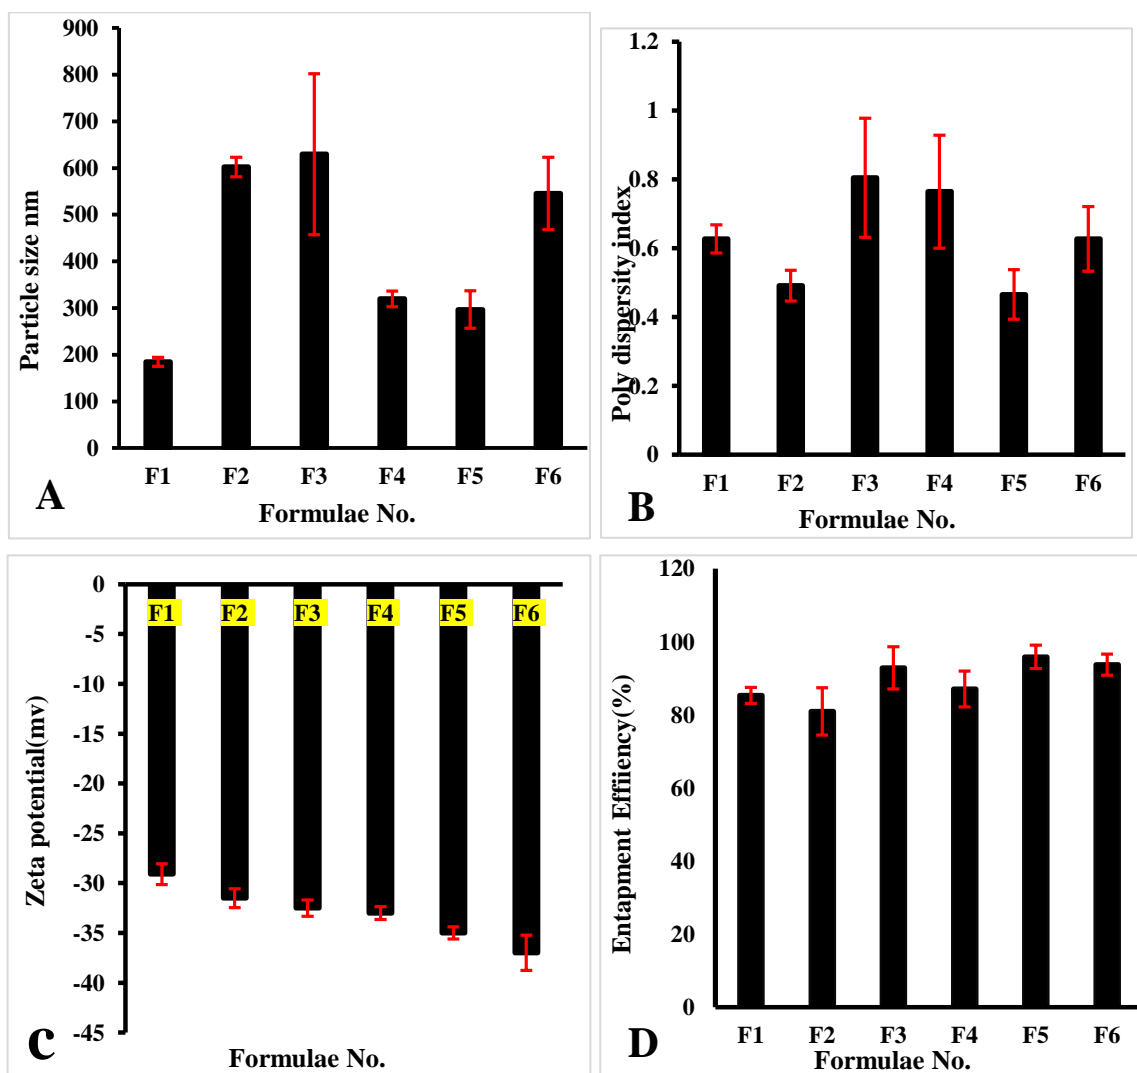 900
800
700
600
500
400
300
200
100
0
Particle size nm
F1 F2 F3 F4 F5 F6
Formulae No.
A
1.2
1
0.8
0.6
0.4
0.2
0
Poly dispersity index
F1 F2 F3 F4 F5 F6
Formulae No.
B
0
-5
-10
-15
-20
-25
-30
-35
-40
-45
Zeta potential(mv)
F1 F2 F3 F4 F5 F6
Formulae No.
c
120
100
80
60
40
20
0
Entapment Effiiency(%)
F1 F2 F3 F4 F5 F6
Formulae No.
D